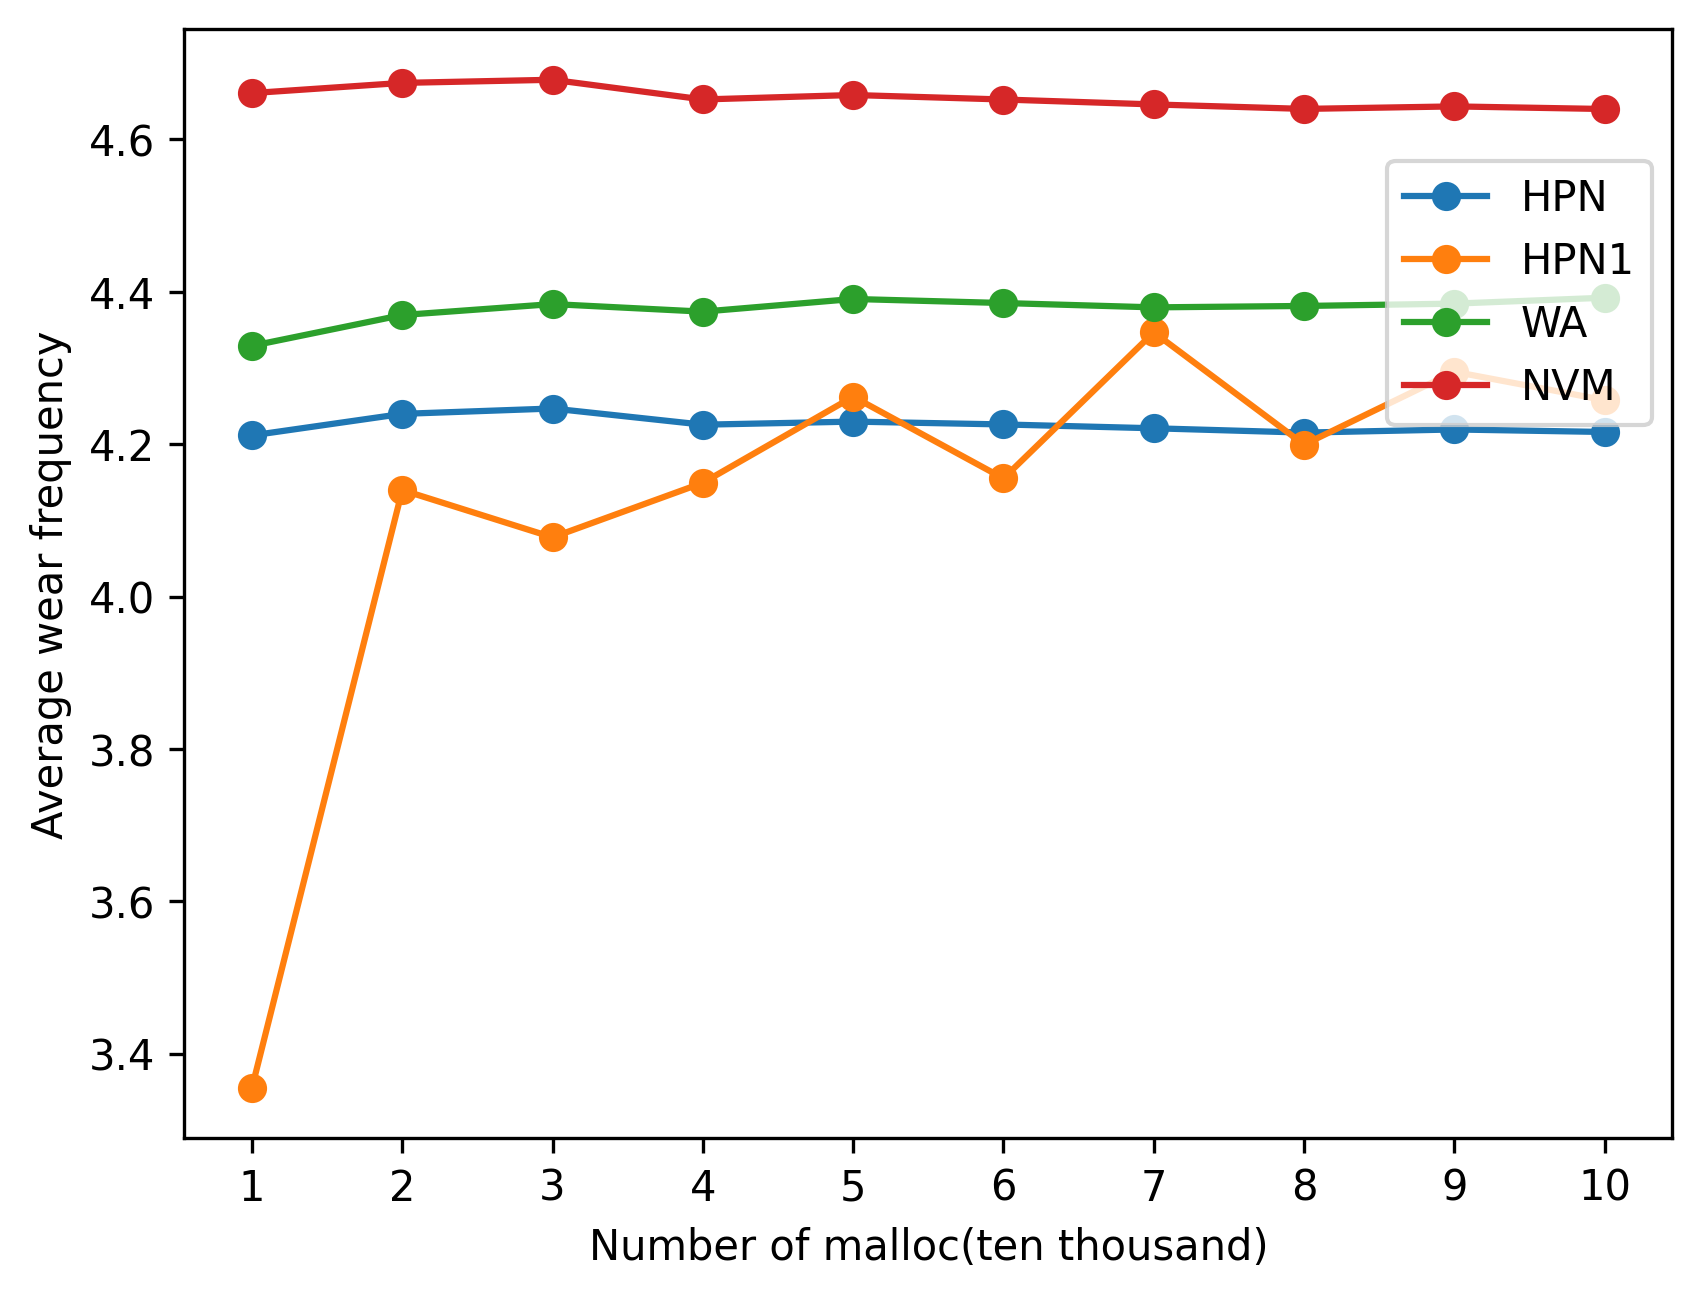 4.6
4.4
4.2
4.0
3.8
3.6
3.4
Average wear frequency
HPN
HPN1
WA
NVM
1 2 3 4 5 6 7 8 9 10
Number of malloc(ten thousand)